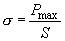 σ = P_max / S